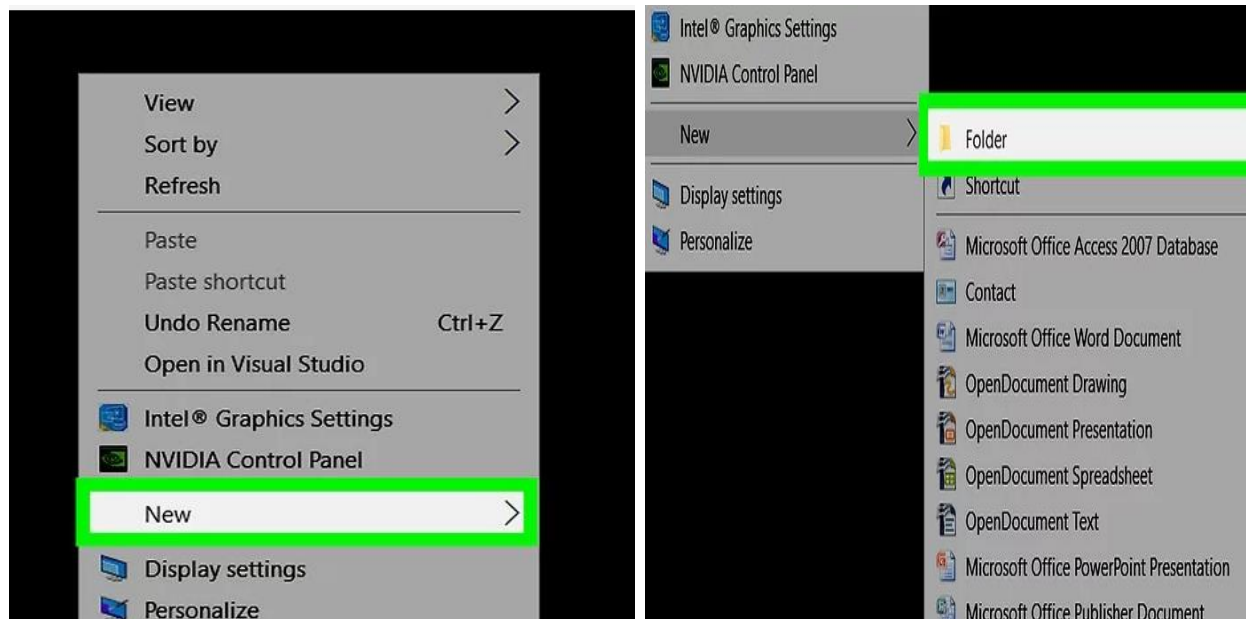 View
Sort by
Refresh
Paste
Paste shortcut
Undo Rename Ctrl+Z
Open in Visual Studio
Intel® Graphics Settings
NVIDIA Control Panel
New
Display settings
Personalize
Intel® Graphics Settings
NVIDIA Control Panel
New
Display settings
Personalize
Folder
Shortcut
Microsoft Office Access 2007 Database
Contact
Microsoft Office Word Document
OpenDocument Drawing
OpenDocument Presentation
OpenDocument Spreadsheet
OpenDocument Text
Microsoft Office PowerPoint Presentation
Microsoft Office Publisher Document